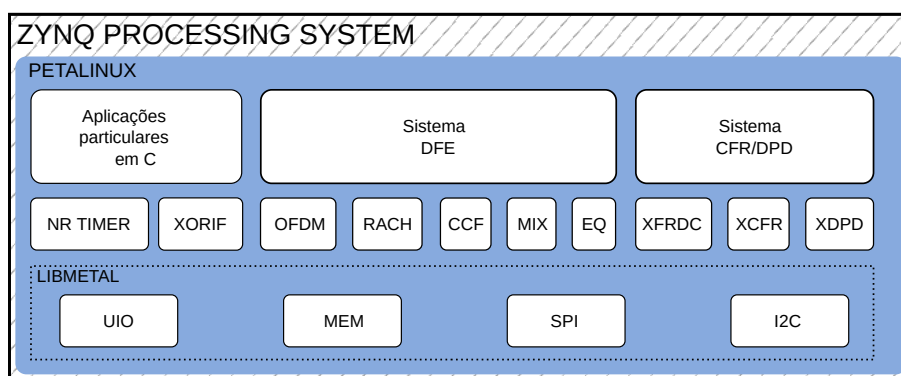 ZYNQ PROCESSING SYSTEM
PETALINUX
Aplicações
particulares
em C
Sistema
DFE
Sistema
CFR/DPD
NR TIMER
XORIF
OFDM
RACH
CCF
MIX
EQ
XFRDC
XCFR
XDPD
LIBMETAL
UIO
MEM
SPI
I2C